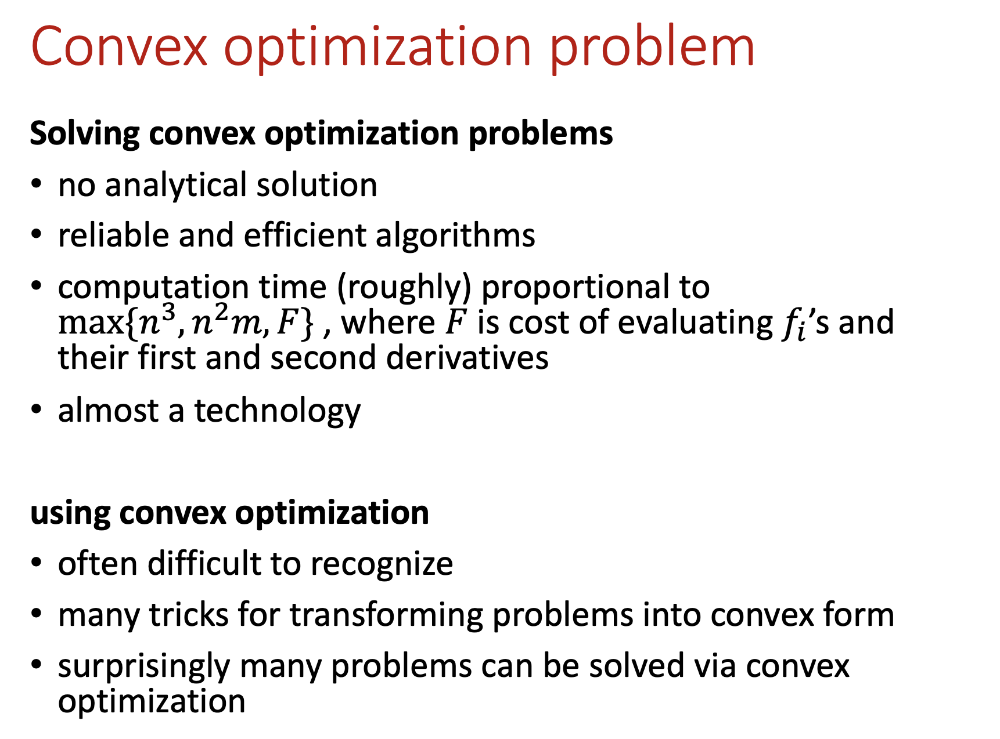 Convex optimization problem
Solving convex optimization problems
• no analytical solution
• reliable and efficient algorithms
• computation time (roughly) proportional to
max{n³, n²m, F} , where F is cost of evaluating fᵢ’s and
their first and second derivatives
• almost a technology
using convex optimization
• often difficult to recognize
• many tricks for transforming problems into convex form
• surprisingly many problems can be solved via convex
optimization